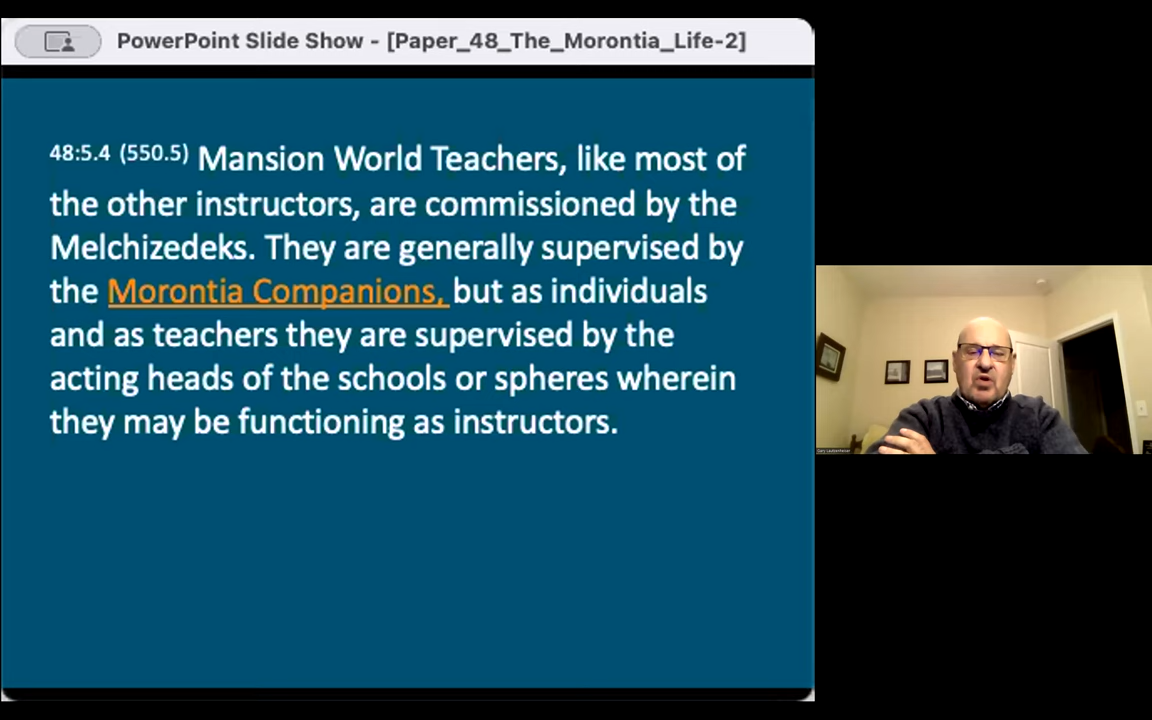 PowerPoint Slide Show - [Paper_48_The_Morontia_Life-2]
48:5.4 (550.5) Mansion World Teachers, like most of
the other instructors, are commissioned by the
Melchizedeks. They are generally supervised by
the Morontia Companions, but as individuals
and as teachers they are supervised by the
acting heads of the schools or spheres wherein
they may be functioning as instructors.